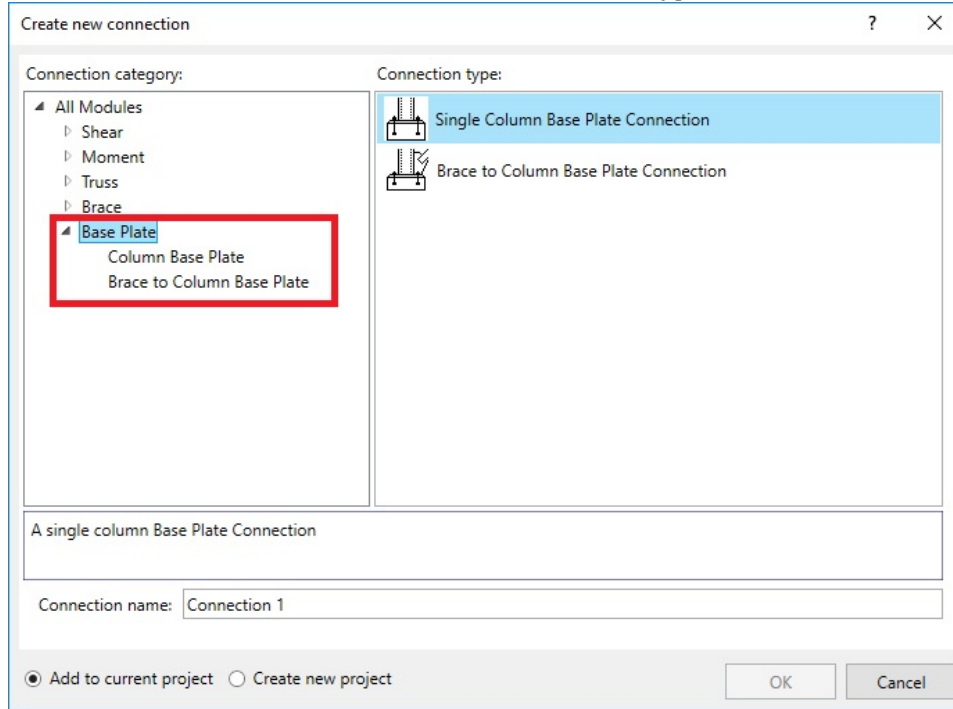 Create new connection ? ×
Connection category:
Connection type:
All Modules
Shear
Moment
Truss
Brace
Base Plate
Column Base Plate
Brace to Column Base Plate
Single Column Base Plate Connection
Brace to Column Base Plate Connection
A single column Base Plate Connection
Connection name: Connection 1
Add to current project Create new project
OK Cancel